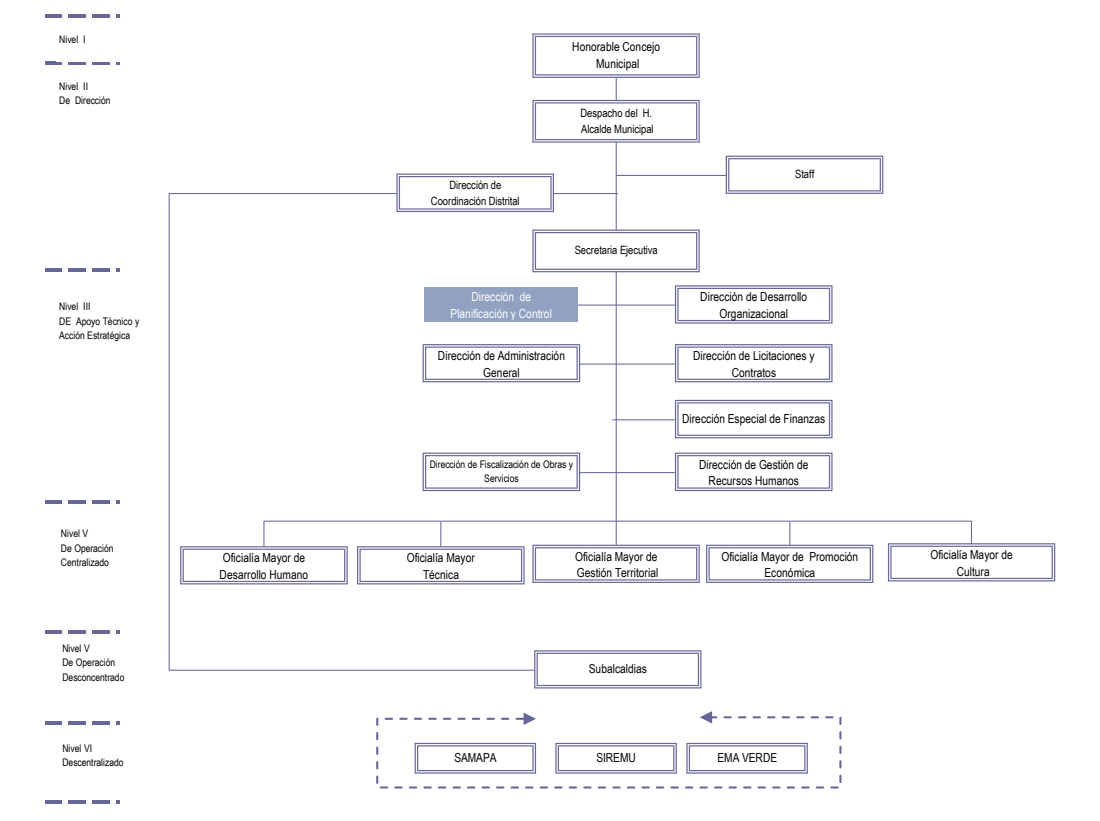 Nivel I
Honorable Concejo
Municipal
Nivel II
De Dirección
Despacho del H.
Alcalde Municipal
Staff
Dirección de
Coordinación Distrital
Secretaria Ejecutiva
Nivel III
DE Apoyo Técnico y
Acción Estratégica
Dirección de
Planificación y Control
Dirección de Desarrollo
Organizacional
Dirección de Administración
General
Dirección de Licitaciones y
Contratos
Dirección Especial de Finanzas
Dirección de Fiscalización de Obras y
Servicios
Dirección de Gestión de
Recursos Humanos
Nivel V
De Operación
Centralizado
Oficialía Mayor de
Desarrollo Humano
Oficialía Mayor
Técnica
Oficialía Mayor de
Gestión Territorial
Oficialía Mayor de Promoción
Económica
Oficialía Mayor de
Cultura
Nivel V
De Operación
Desconcentrado
Subalcaldias
Nivel VI
Descentralizado
SAMAPA
SIREMU
EMA VERDE